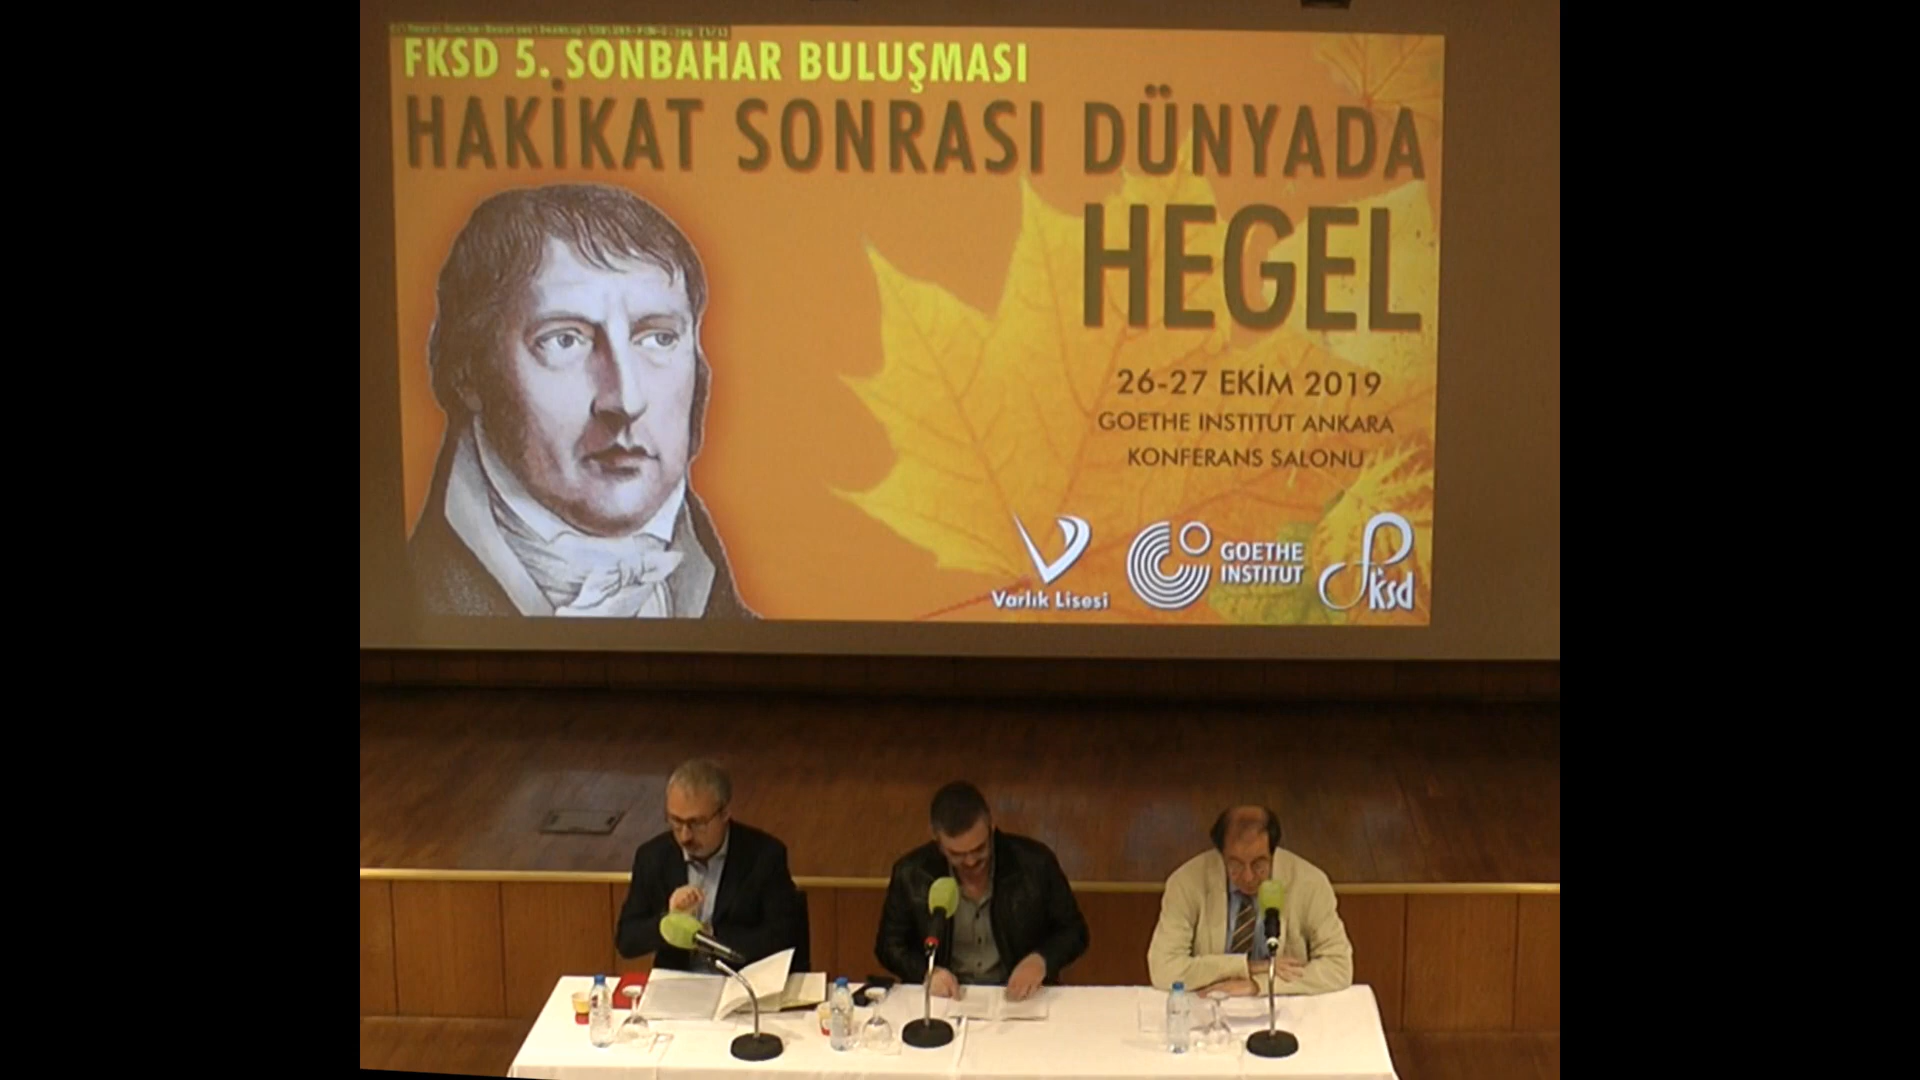 FKSD 5. SONBAHAR BULUŞMASI
HAKİKAT SONRASI DÜNYADA
HEGEL
26-27 EKİM 2019
GOETHE INSTITUT ANKARA
KONFERANS SALONU
Varlık Lisesi
GOETHE
INSTITUT
fksd